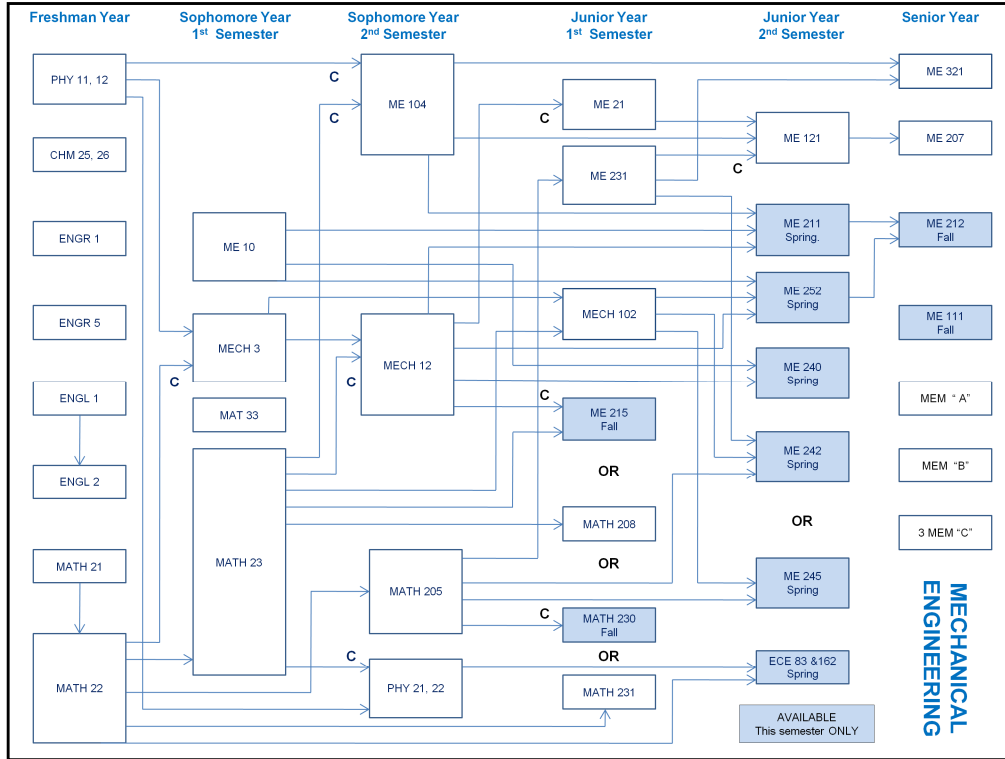 Freshman Year
Sophomore Year
1st Semester
Sophomore Year
2nd Semester
Junior Year
1st Semester
Junior Year
2nd Semester
Senior Year
PHY 11, 12
CHM 25, 26
ENGR 1
ENGR 5
ENGL 1
ENGL 2
MATH 21
MATH 22
ME 10
MECH 3
C
MAT 33
MATH 23
C
C
ME 104
MECH 12
C
MATH 205
C
PHY 21, 22
C
ME 21
ME 231
MECH 102
C
ME 215
Fall
OR
MATH 208
OR
C
MATH 230
Fall
OR
MATH 231
ME 121
C
ME 211
Spring.
ME 252
Spring
ME 240
Spring
ME 242
Spring
OR
ME 245
Spring
ECE 83 &162
Spring
AVAILABLE
This semester ONLY
ME 321
ME 207
ME 212
Fall
ME 111
Fall
MEM “ A”
MEM “B”
3 MEM “C”
MECHANICAL
ENGINEERING